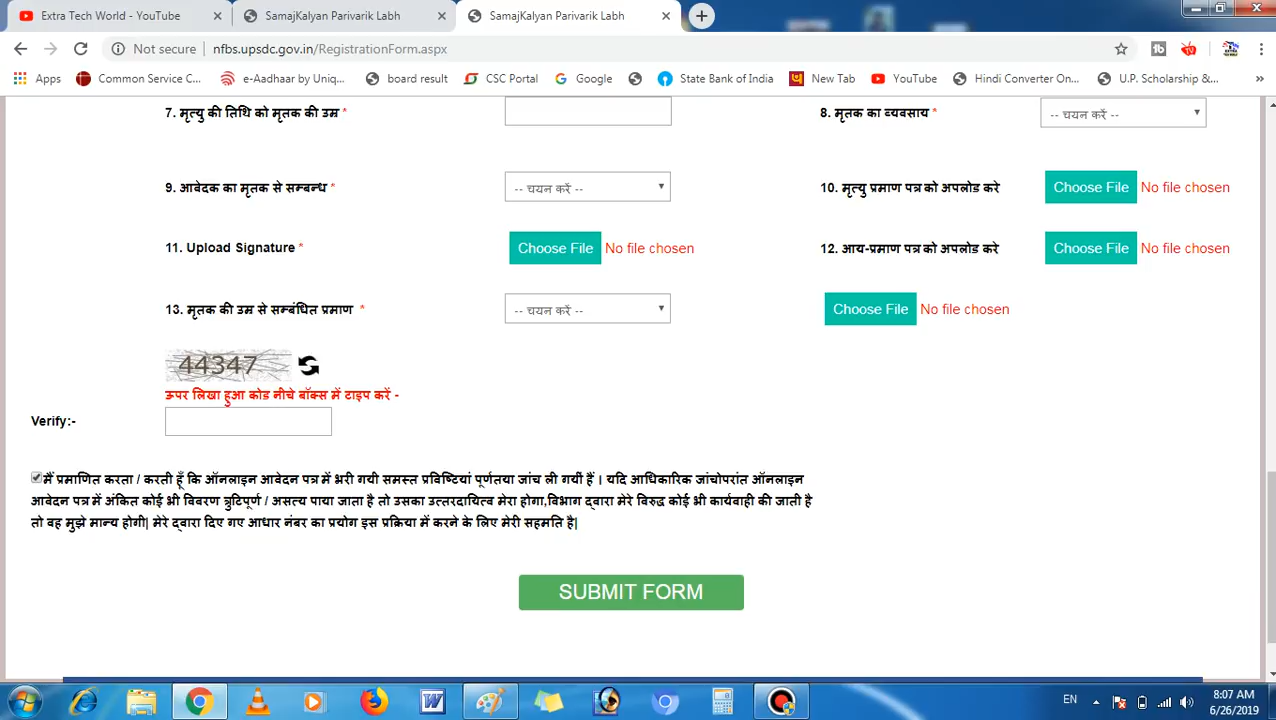 Extra Tech World - YouTube
SamajKalyan Parivarik Labh
SamajKalyan Parivarik Labh
Not secure | nfbs.upsdc.gov.in/RegistrationForm.aspx
Apps Common Service C... e-Aadhaar by Uniq... board result CSC Portal Google State Bank of India New Tab YouTube Hindi Converter On... U.P. Scholarship &... »
7. मृत्यु की तिथि को मृतक की उम्र *
8. मृतक का व्यवसाय * -- चयन करें --
9. आवेदक का मृतक से सम्बन्ध * -- चयन करें --
10. मृत्यु प्रमाण पत्र को अपलोड करे Choose File No file chosen
11. Upload Signature * Choose File No file chosen
12. आय-प्रमाण पत्र को अपलोड करे Choose File No file chosen
13. मृतक की उम्र से सम्बंधित प्रमाण * -- चयन करें -- Choose File No file chosen
44347
ऊपर लिखा हुआ कोड नीचे बॉक्स में टाइप करें -
Verify:-
मैं प्रमाणित करता / करती हूँ कि ऑनलाइन आवेदन पत्र में भरी गयी समस्त प्रविष्टियां पूर्णतया जांच ली गयीं हैं । यदि आधिकारिक जांचोपरांत ऑनलाइन
आवेदन पत्र में अंकित कोई भी विवरण त्रुटिपूर्ण / असत्य पाया जाता है तो उसका उत्तरदायित्व मेरा होगा,विभाग द्वारा मेरे विरुद्ध कोई भी कार्यवाही की जाती है
तो वह मुझे मान्य होगी| मेरे द्वारा दिए गए आधार नंबर का प्रयोग इस प्रक्रिया में करने के लिए मेरी सहमति है|
SUBMIT FORM
EN
8:07 AM
6/26/2019